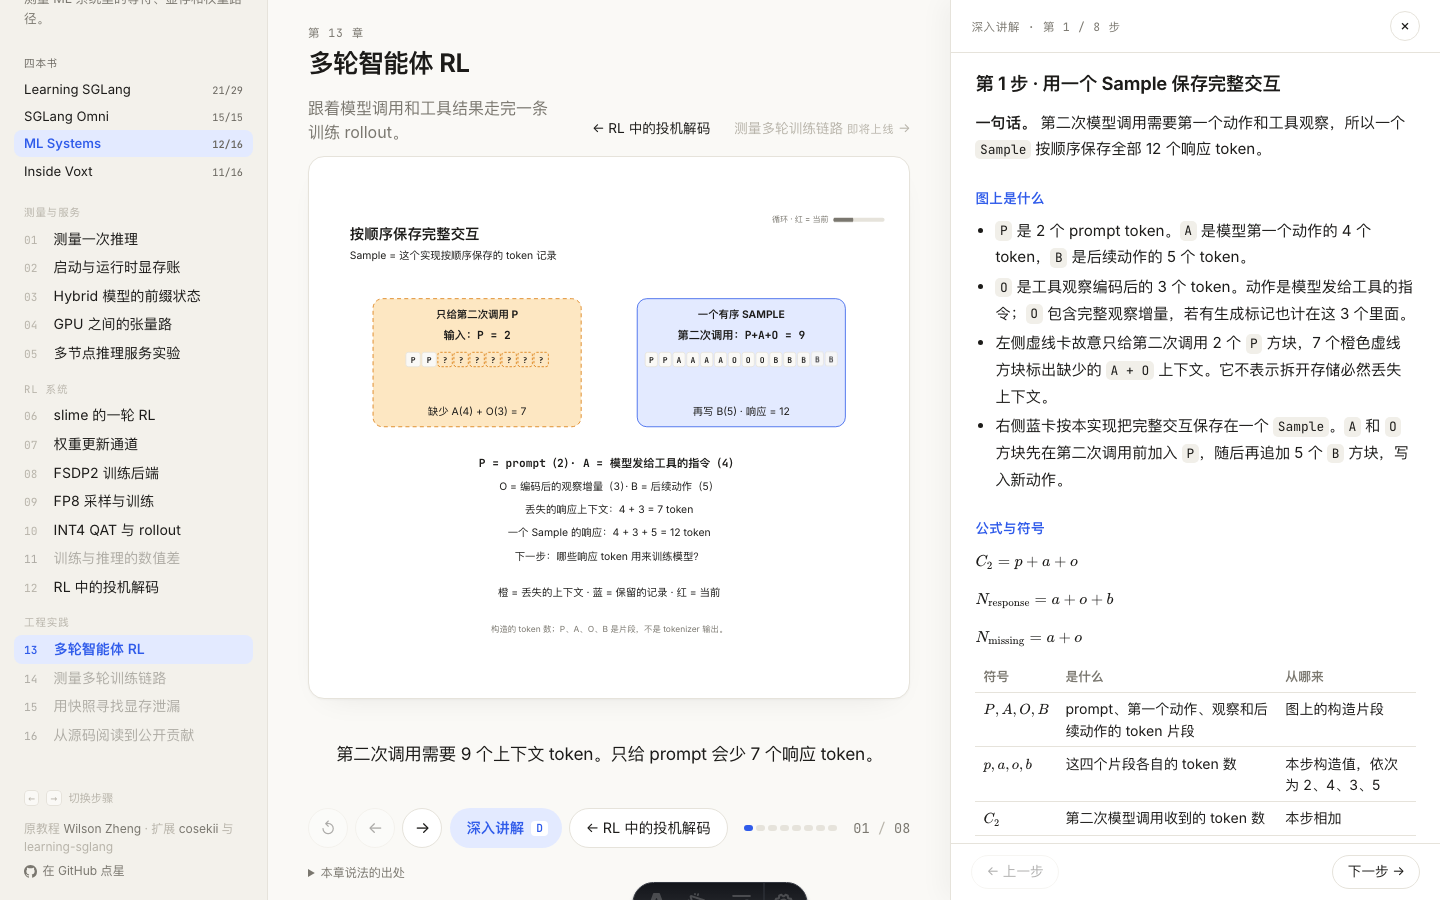 测量 ML 系统里的等待、显存和权重路
径。
四本书
Learning SGLang 21/29
SGLang Omni 15/15
ML Systems 12/16
Inside Voxt 11/16
测量与服务
01 测量一次推理
02 启动与运行时显存账
03 Hybrid 模型的前缀状态
04 GPU 之间的张量路
05 多节点推理服务实验
RL 系统
06 slime 的一轮 RL
07 权重更新通道
08 FSDP2 训练后端
09 FP8 采样与训练
10 INT4 QAT 与 rollout
11 训练与推理的数值差
12 RL 中的投机解码
工程实践
13 多轮智能体 RL
14 测量多轮训练链路
15 用快照寻找显存泄漏
16 从源码阅读到公开贡献
← → 切换步骤
原教程 Wilson Zheng · 扩展 cosekii 与
learning-sglang
在 GitHub 点星
第 13 章
多轮智能体 RL
跟着模型调用和工具结果走完一条
训练 rollout。
← RL 中的投机解码 测量多轮训练链路 即将上线 →
循环 · 红 = 当前
按顺序保存完整交互
Sample = 这个实现按顺序保存的 token 记录
只给第二次调用 P
输入: P = 2
P P ? ? ? ? ? ? ?
缺少 A(4) + O(3) = 7
一个有序 SAMPLE
第二次调用: P+A+O = 9
P P A A A A O O O B B B B B
再写 B(5) · 响应 = 12
P = prompt (2) · A = 模型发给工具的指令 (4)
O = 编码后的观察增量 (3) · B = 后续动作 (5)
丢失的响应上下文: 4 + 3 = 7 token
一个 Sample 的响应: 4 + 3 + 5 = 12 token
下一步: 哪些响应 token 用来训练模型?
橙 = 丢失的上下文 · 蓝 = 保留的记录 · 红 = 当前
构造的 token 数; P、A、O、B 是片段, 不是 tokenizer 输出。
第二次调用需要 9 个上下文 token。只给 prompt 会少 7 个响应 token。
深入讲解 D ← RL 中的投机解码 01 / 08
▶ 本章说法的出处
深入讲解 · 第 1 / 8 步
第 1 步 · 用一个 Sample 保存完整交互
一句话。 第二次模型调用需要第一个动作和工具观察，所以一个
Sample 按顺序保存全部 12 个响应 token。
图上是什么
• P 是 2 个 prompt token。A 是模型第一个动作的 4 个
token，B 是后续动作的 5 个 token。
• O 是工具观察编码后的 3 个 token。动作是模型发给工具的指
令；O 包含完整观察增量，若有生成标记也计在这 3 个里面。
• 左侧虚线卡故意只给第二次调用 2 个 P 方块，7 个橙色虚线
方块标出缺少的 A + O 上下文。它不表示拆开存储必然丢失
上下文。
• 右侧蓝卡按本实现把完整交互保存在一个 Sample。A 和 O
方块先在第二次调用前加入 P，随后再追加 5 个 B 方块，写
入新动作。
公式与符号
C₂ = p + a + o
N_response = a + o + b
N_missing = a + o
符号 是什么 从哪来
P, A, O, B prompt、第一个动作、观察和后 图上的构造片段
续动作的 token 片段
p, a, o, b 这四个片段各自的 token 数 本步构造值，依次
为 2、4、3、5
C₂ 第二次模型调用收到的 token 数 本步相加
← 上一步 下一步 →